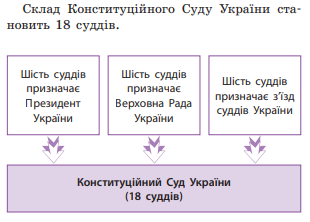 Склад Конституційного Суду України ста-
новить 18 суддів.
Шість суддів
призначає
Президент
України
Шість суддів
призначає
Верховна Рада
України
Шість суддів
призначає з’їзд
суддів України
Конституційний Суд України
(18 суддів)